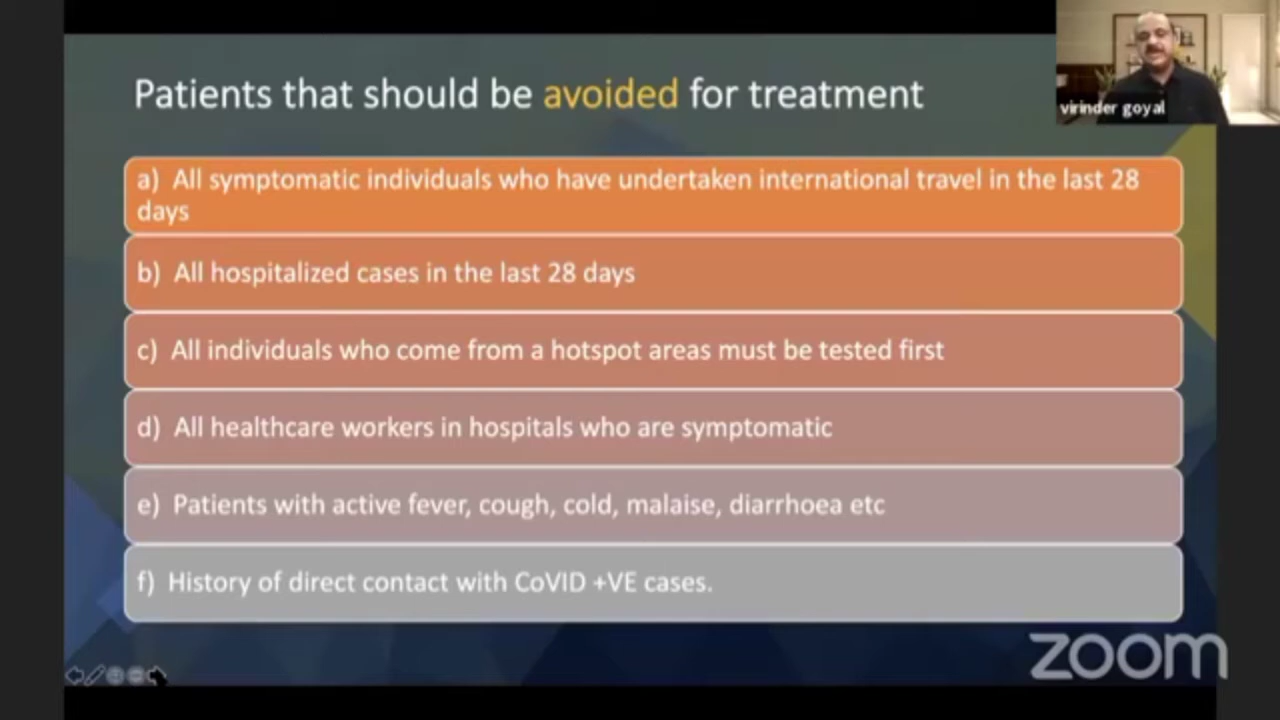 Patients that should be avoided for treatment
virinder goyal
a) All symptomatic individuals who have undertaken international travel in the last 28
days
b) All hospitalized cases in the last 28 days
c) All individuals who come from a hotspot areas must be tested first
d) All healthcare workers in hospitals who are symptomatic
e) Patients with active fever, cough, cold, malaise, diarrhoea etc
f) History of direct contact with CoVID +VE cases.
zoom